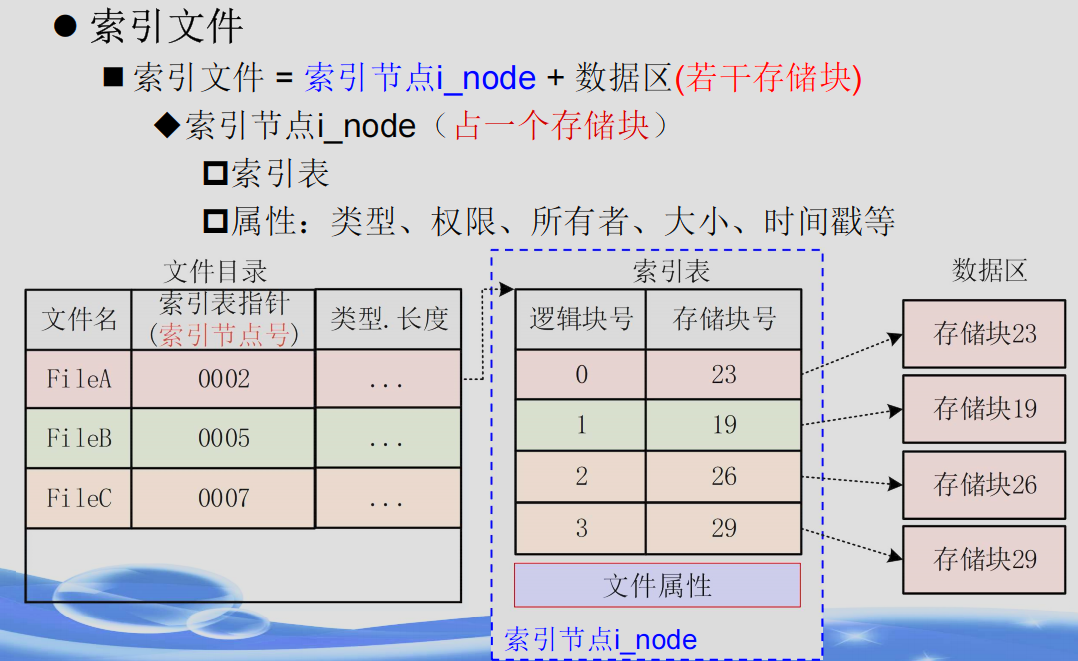 索引文件
索引文件 = 索引节点i_node + 数据区(若干存储块)
索引节点i_node（占一个存储块）
索引表
属性：类型、权限、所有者、大小、时间戳等
文件目录
文件名 索引表指针(索引节点号) 类型.长度
FileA 0002 ...
FileB 0005 ...
FileC 0007 ...
索引表
逻辑块号 存储块号
0 23
1 19
2 26
3 29
文件属性
索引节点i_node
数据区
存储块23
存储块19
存储块26
存储块29